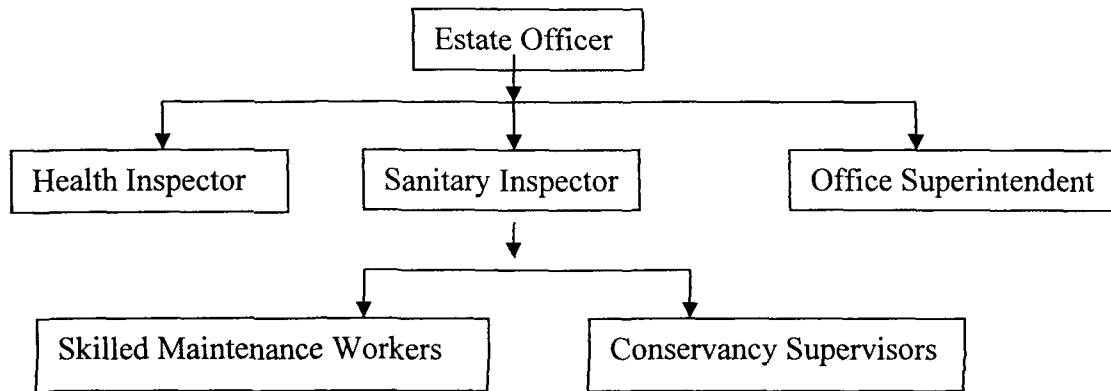 Estate Officer
Health Inspector
Sanitary Inspector
Office Superintendent
Skilled Maintenance Workers
Conservancy Supervisors